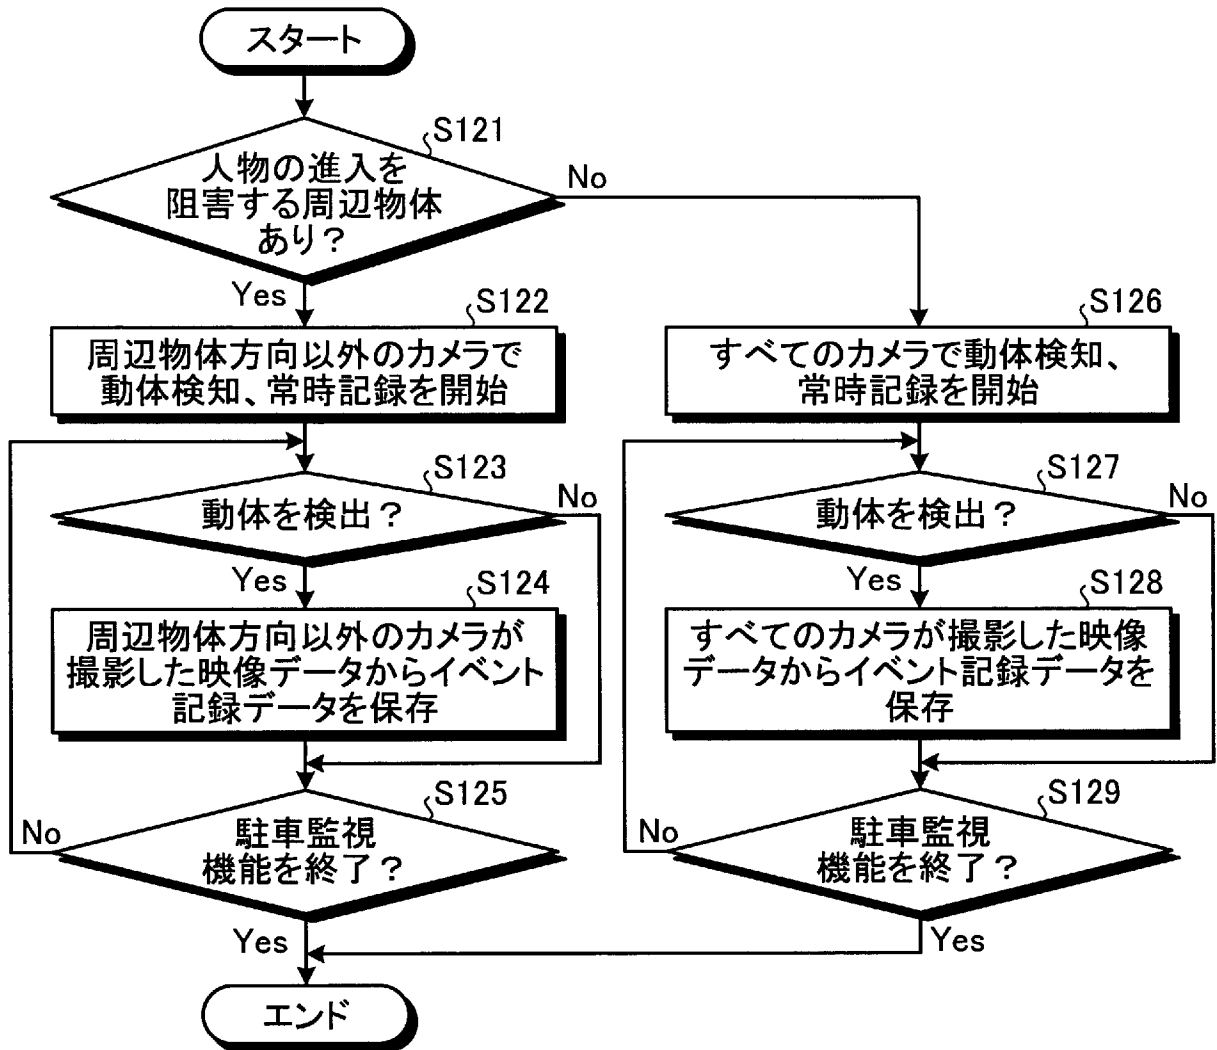 スタート
S121
人物の進入を
阻害する周辺物体
あり？
No
Yes
S122
周辺物体方向以外のカメラで
動体検知、常時記録を開始
S123
動体を検出？
No
Yes
S124
周辺物体方向以外のカメラが
撮影した映像データからイベント
記録データを保存
S125
駐車監視
機能を終了？
No
Yes
S126
すべてのカメラで動体検知、
常時記録を開始
S127
動体を検出？
No
Yes
S128
すべてのカメラが撮影した映像
データからイベント記録データを
保存
S129
駐車監視
機能を終了？
No
Yes
エンド